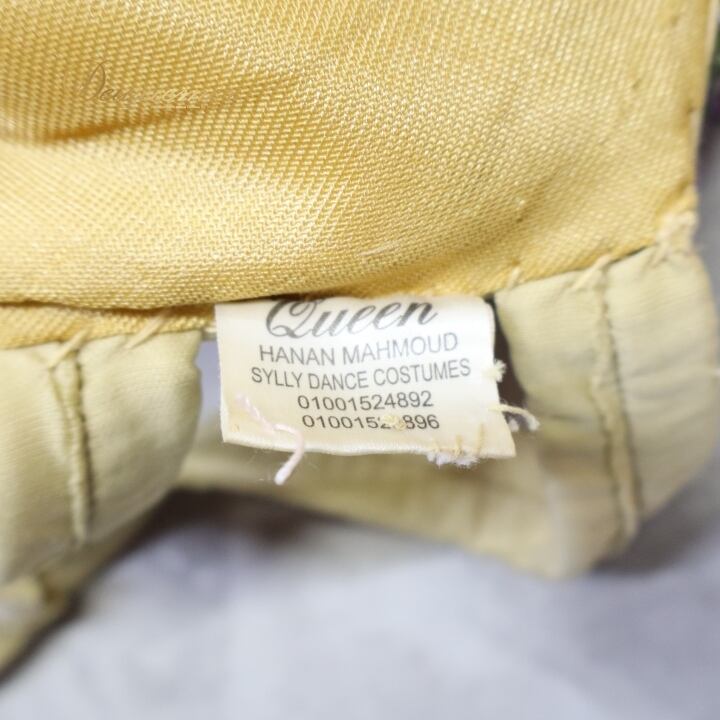 Queen
HANAN MAHMOUD
SYLLY DANCE COSTUMES
01001524892